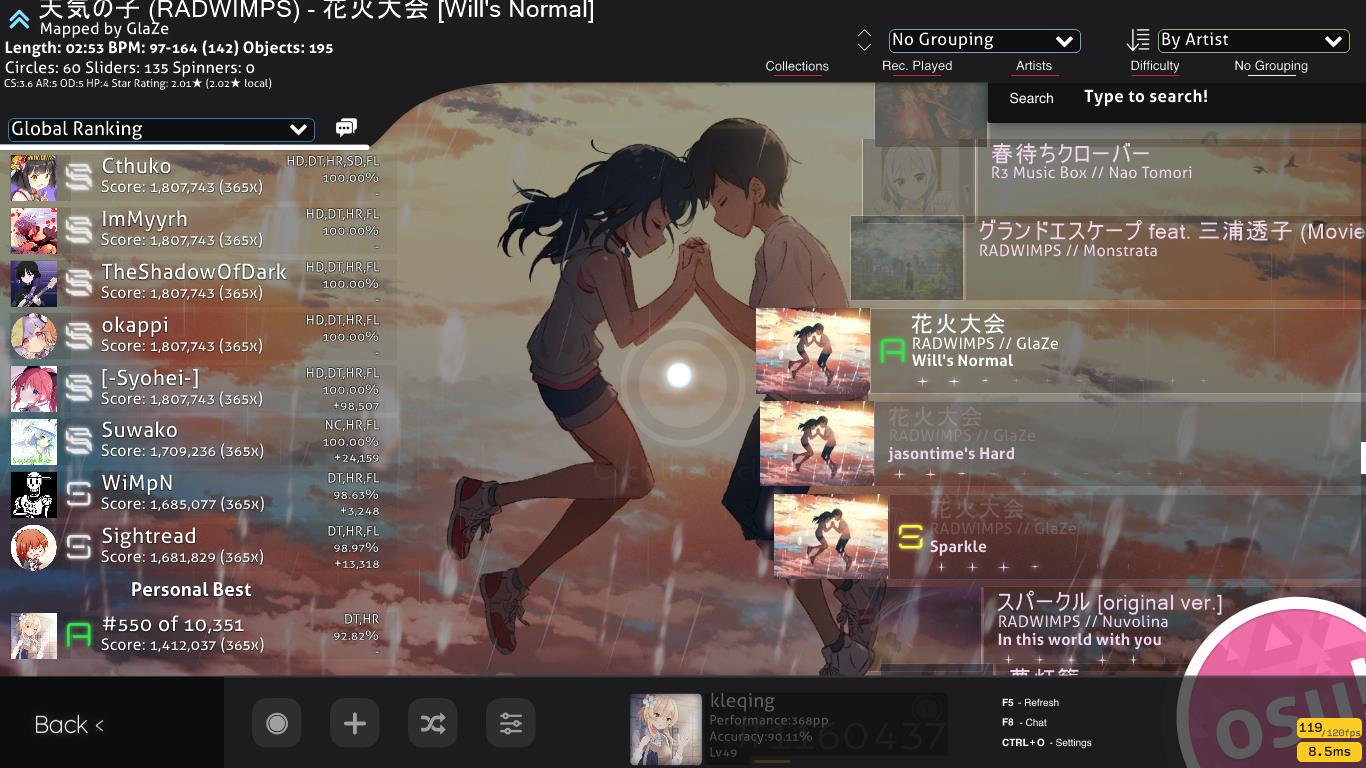 天気の子 (RADWIMPS) - 花火大会 [Will's Normal]
Mapped by GlaZe
Length: 02:53 BPM: 97-164 (142) Objects: 195
Circles: 60 Sliders: 135 Spinners: 0
CS:3.6 AR:5 OD:5 HP:4 Star Rating: 2.01★ (2.02★ local)
No Grouping
By Artist
Collections
Rec. Played
Artists
Difficulty
No Grouping
Search
Type to search!
Global Ranking
Cthuko
HD,DT,HR,SD,FL
Score: 1,807,743 (365x)
100.00%
-
ImMyyrh
HD,DT,HR,FL
Score: 1,807,743 (365x)
100.00%
-
TheShadowOfDark
HD,DT,HR,FL
Score: 1,807,743 (365x)
100.00%
-
okappi
HD,DT,HR,FL
Score: 1,807,743 (365x)
100.00%
-
[-Syohei-]
HD,DT,HR,FL
Score: 1,807,743 (365x)
100.00%
+98,507
Suwako
NC,HR,FL
Score: 1,709,236 (365x)
100.00%
+24,159
WiMpN
DT,HR,FL
Score: 1,685,077 (365x)
98.63%
+3,248
Sightread
DT,HR,FL
Score: 1,681,829 (365x)
98.97%
+13,318
Personal Best
#550 of 10,351
DT,HR
Score: 1,412,037 (365x)
92.82%
-
春待ちクローバー
R3 Music Box // Nao Tomori
グランドエスケープ feat. 三浦透子 (Movie
RADWIMPS // Monstrata
花火大会
RADWIMPS // GlaZe
Will's Normal
A
花火大会
RADWIMPS // GlaZe
jasontime's Hard
花火大会
RADWIMPS // GlaZe
Sparkle
S
スパークル [original ver.]
RADWIMPS // Nuvolina
In this world with you
Back <
kleqing
Performance:368pp
Accuracy:90.11%
Lv49
F5 - Refresh
F8 - Chat
CTRL+O - Settings
osu
119/120fps
8.5ms